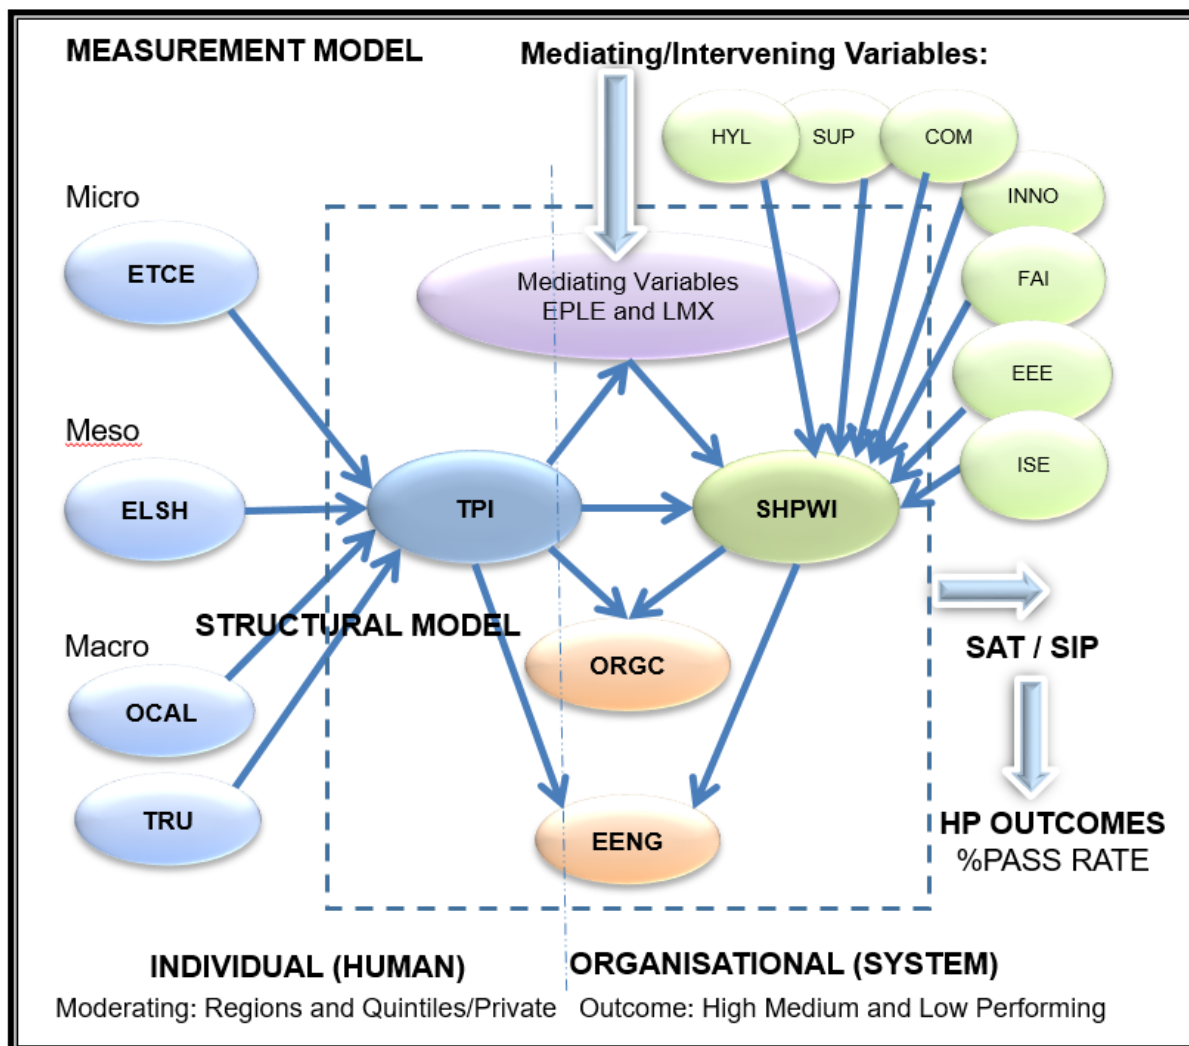 MEASUREMENT MODEL
Mediating/Intervening Variables:
HYL
SUP
COM
INNO
FAI
EEE
ISE
Micro
ETCE
Mediating Variables
EPLE and LMX
Meso
ELSH
TPI
SHPWI
STRUCTURAL MODEL
Macro
OCAL
TRU
ORGC
EENG
SAT / SIP
HP OUTCOMES
%PASS RATE
INDIVIDUAL (HUMAN)
ORGANISATIONAL (SYSTEM)
Moderating: Regions and Quintiles/Private
Outcome: High Medium and Low Performing